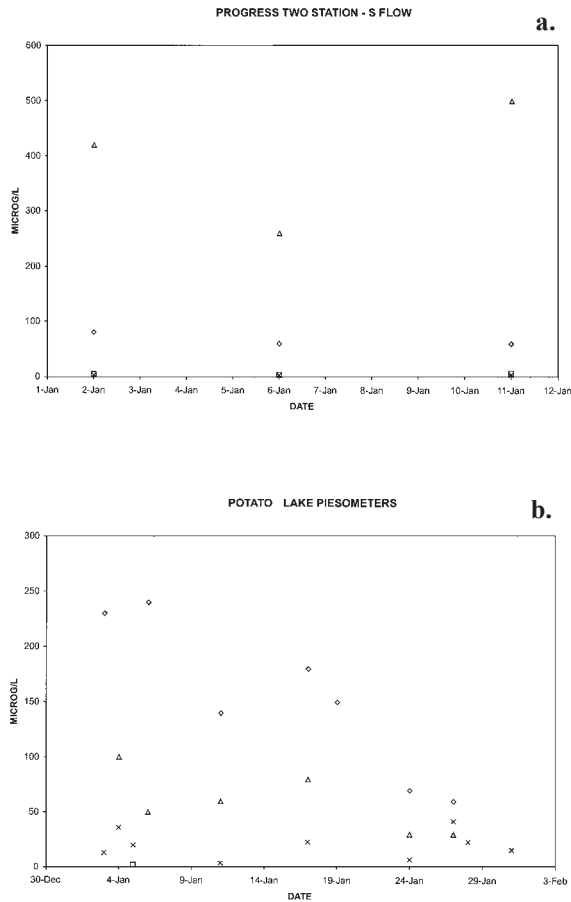 PROGRESS TWO STATION - S FLOW
a.
600
500
400
300
200
100
0
MICROG/L
1-Jan 2-Jan 3-Jan 4-Jan 5-Jan 6-Jan 7-Jan 8-Jan 9-Jan 10-Jan 11-Jan 12-Jan
DATE
POTATO LAKE PIESOMETERS
b.
300
250
200
150
100
50
0
MICROG/L
30-Dec 4-Jan 9-Jan 14-Jan 19-Jan 24-Jan 29-Jan 3-Feb
DATE